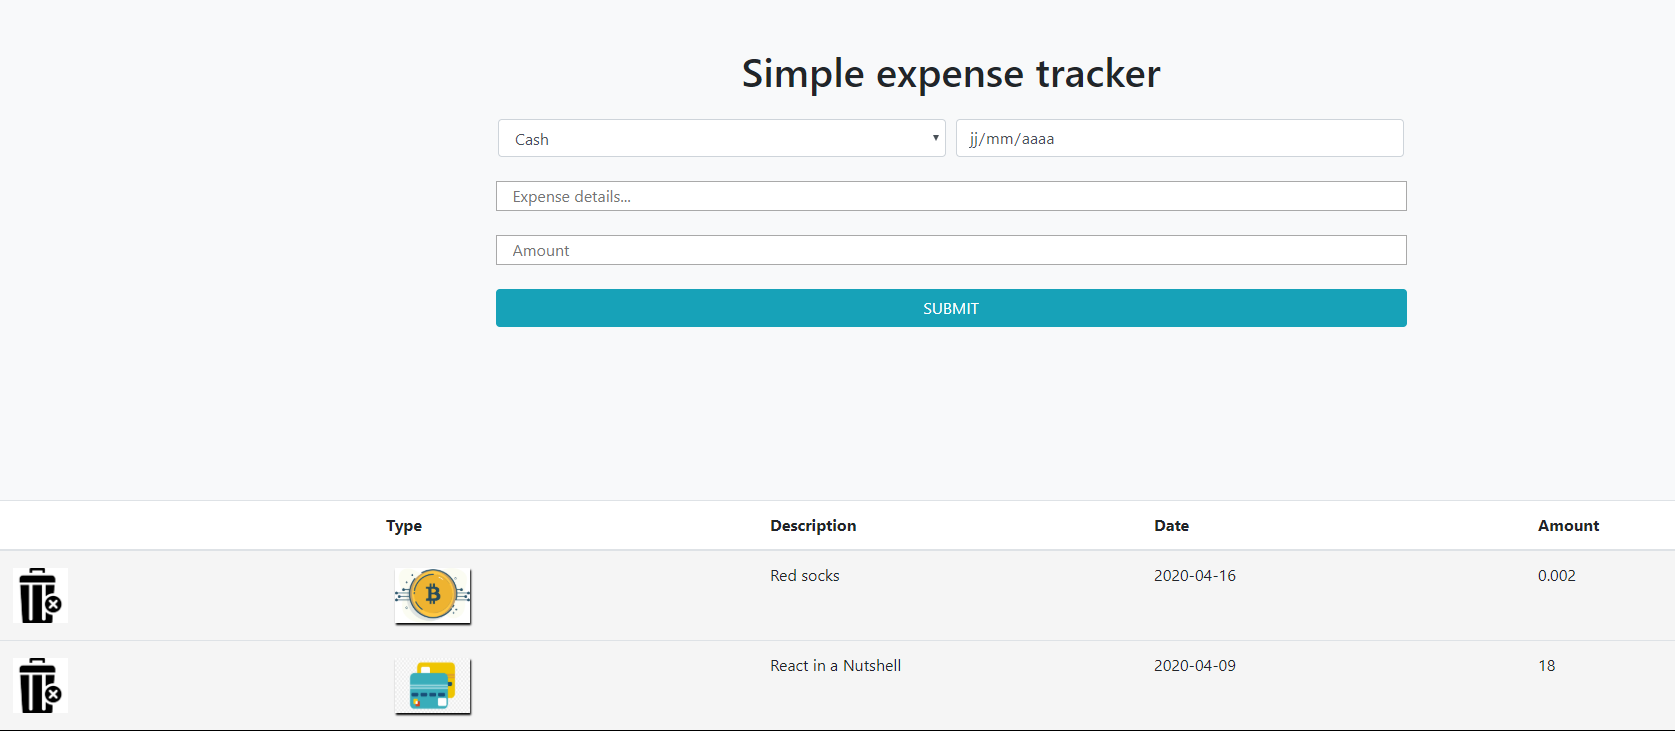 Simple expense tracker
Cash jj/mm/aaaa
Expense details...
Amount
SUBMIT
Type Description Date Amount
Red socks 2020-04-16 0.002
React in a Nutshell 2020-04-09 18